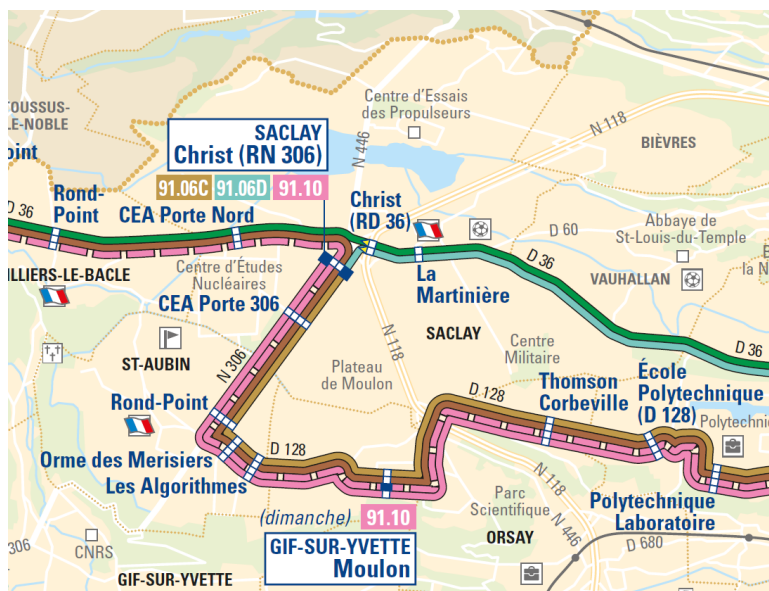 TOUSSUS-
LE-NOBLE
oint
Rond-
Point
D 36
CEA Porte Nord
SACLAY
Christ (RN 306)
91.06C 91.06D 91.10
N 446
Centre d'Essais
des Propulseurs
N 118
BIÈVRES
Christ
(RD 36)
D 60
Abbaye de
St-Louis-du-Temple
VAUHALLAN
la N
ILLIERS-LE-BACLE
Centre d'Études
Nucléaires
CEA Porte 306
La
Martinière
D 36
SACLAY
N 118
Centre
Militaire
D 36
ST-AUBIN
N 306
Plateau
de Moulon
Thomson
Corbeville
École
Polytechnique
(D 128)
Polytechni
Rond-Point
D 128
Orme des Merisiers
Les Algorithmes
D 128
(dimanche) 91.10
GIF-SUR-YVETTE
Moulon
Parc
Scientifique
N 118
N 446
ORSAY
Polytechnique
Laboratoire
D 680
306
CNRS
GIF-SUR-YVETTE